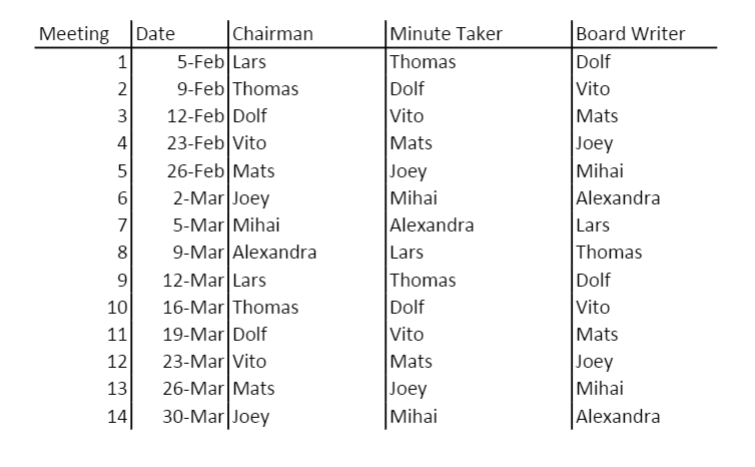 Meeting Date Chairman Minute Taker Board Writer
1 5-Feb Lars Thomas Dolf
2 9-Feb Thomas Dolf Vito
3 12-Feb Dolf Vito Mats
4 23-Feb Vito Mats Joey
5 26-Feb Mats Joey Mihai
6 2-Mar Joey Mihai Alexandra
7 5-Mar Mihai Alexandra Lars
8 9-Mar Alexandra Lars Thomas
9 12-Mar Lars Thomas Dolf
10 16-Mar Thomas Dolf Vito
11 19-Mar Dolf Vito Mats
12 23-Mar Vito Mats Joey
13 26-Mar Mats Joey Mihai
14 30-Mar Joey Mihai Alexandra